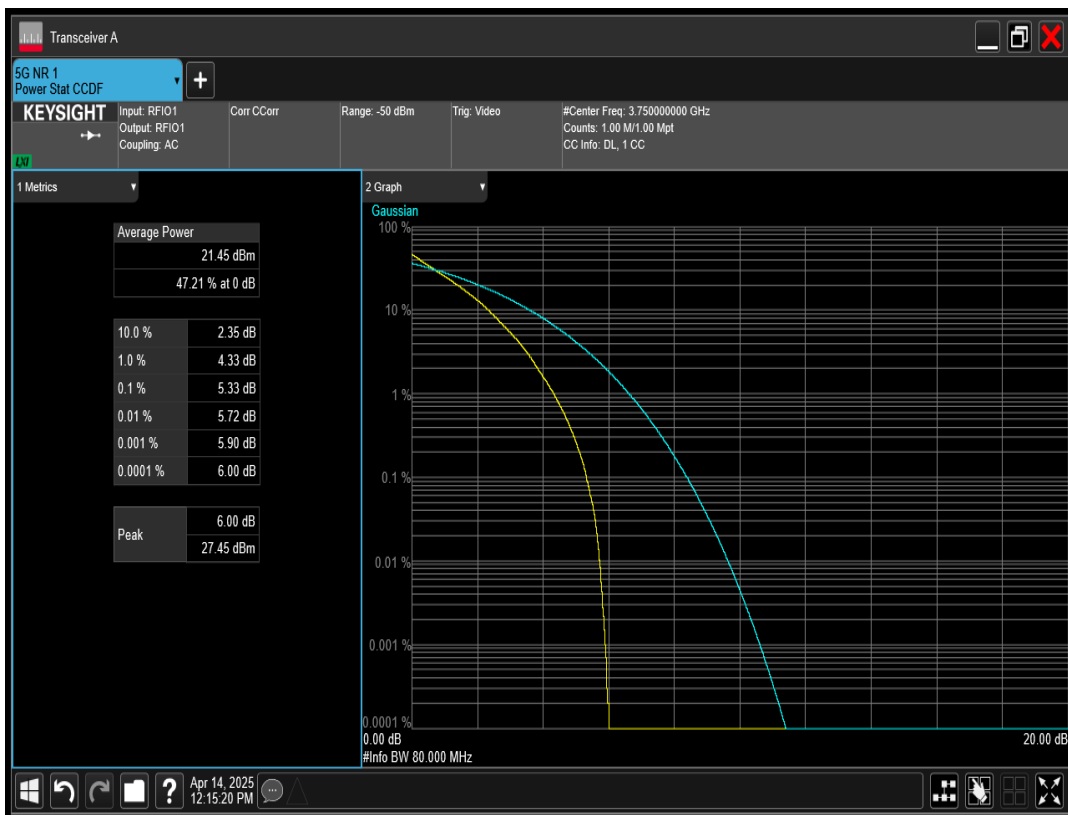 Transceiver A
5G NR 1
Power Stat CCDF
+
KEYSIGHT
LXI
Input: RFIO1
Output: RFIO1
Coupling: AC
Corr CCorr
Range: -50 dBm
Trig: Video
#Center Freq: 3.750000000 GHz
Counts: 1.00 M/1.00 Mpt
CC Info: DL, 1 CC
1 Metrics
Average Power
21.45 dBm
47.21 % at 0 dB
10.0 % 2.35 dB
1.0 % 4.33 dB
0.1 % 5.33 dB
0.01 % 5.72 dB
0.001 % 5.90 dB
0.0001 % 6.00 dB
Peak 6.00 dB
27.45 dBm
2 Graph
Gaussian
100 %
10 %
1 %
0.1 %
0.01 %
0.001 %
0.0001 %
0.00 dB 20.00 dB
#Info BW 80.000 MHz
?
Apr 14, 2025
12:15:20 PM